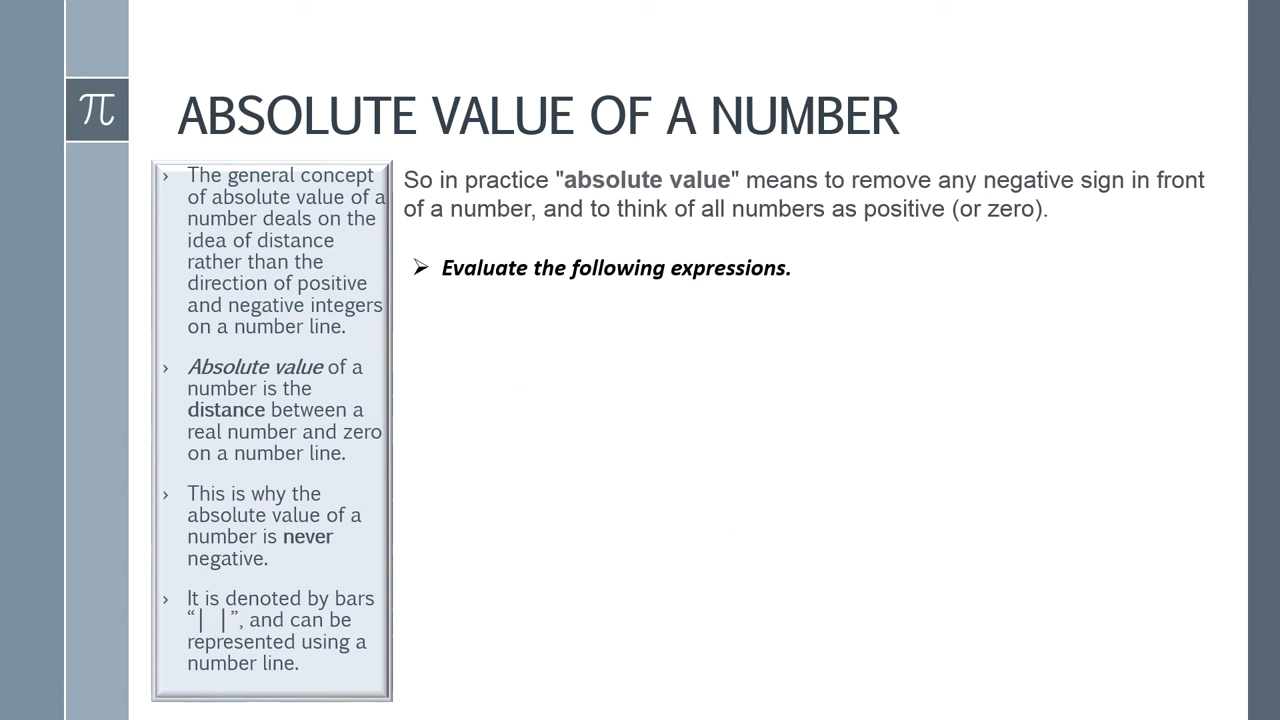 π
ABSOLUTE VALUE OF A NUMBER
› The general concept
of absolute value of a
number deals on the
idea of distance
rather than the
direction of positive
and negative integers
on a number line.
› Absolute value of a
number is the
distance between a
real number and zero
on a number line.
› This is why the
absolute value of a
number is never
negative.
› It is denoted by bars
“│ │”, and can be
represented using a
number line.
So in practice "absolute value" means to remove any negative sign in front
of a number, and to think of all numbers as positive (or zero).
➢ Evaluate the following expressions.